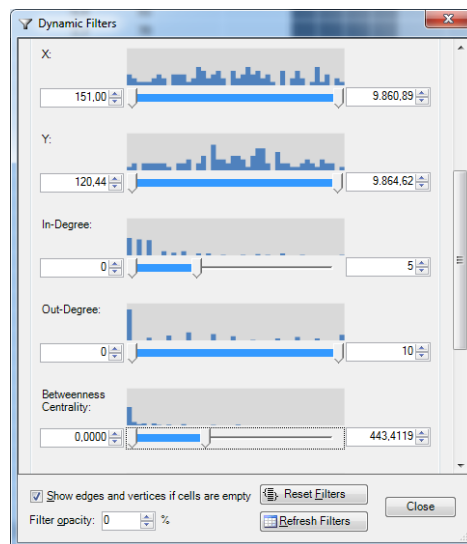 Dynamic Filters
X:
151,00 9.860,89
Y:
120,44 9.864,62
In-Degree:
0 5
Out-Degree:
0 10
Betweenness
Centrality:
0,0000 443,4119
Show edges and vertices if cells are empty
Reset Filters
Close
Filter opacity: 0 %
Refresh Filters